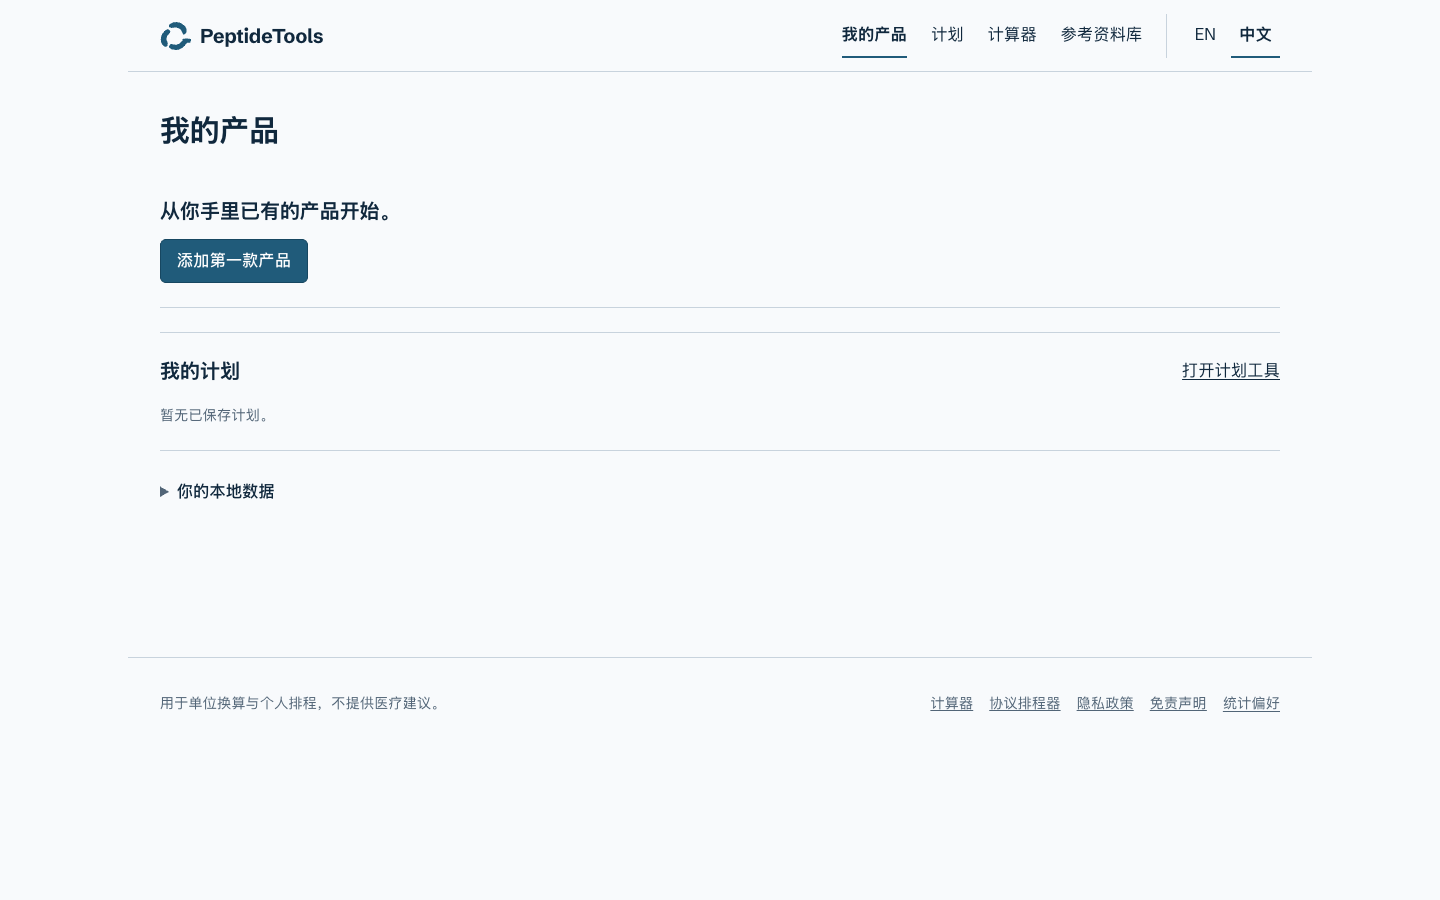 PeptideTools
我的产品 计划 计算器 参考资料库 EN 中文
我的产品
从你手里已有的产品开始。
添加第一款产品
我的计划 打开计划工具
暂无已保存计划。
你的本地数据
用于单位换算与个人排程，不提供医疗建议。 计算器 协议排程器 隐私政策 免责声明 统计偏好